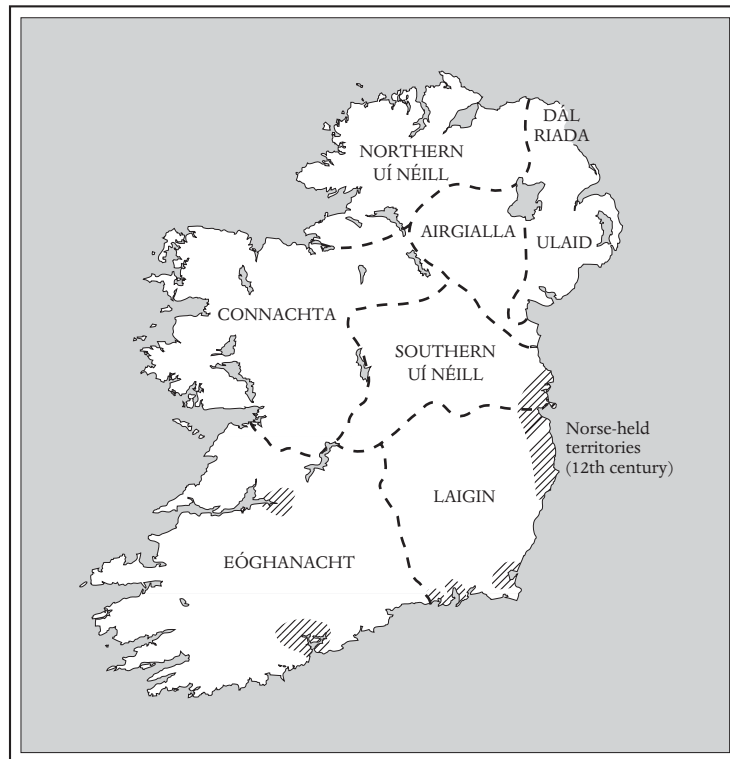 DÁL
RIADA
NORTHERN
UÍ NÉILL
AIRGIALLA
ULAID
CONNACHTA
SOUTHERN
UÍ NÉILL
Norse-held
territories
(12th century)
LAIGIN
EÓGHANACHT